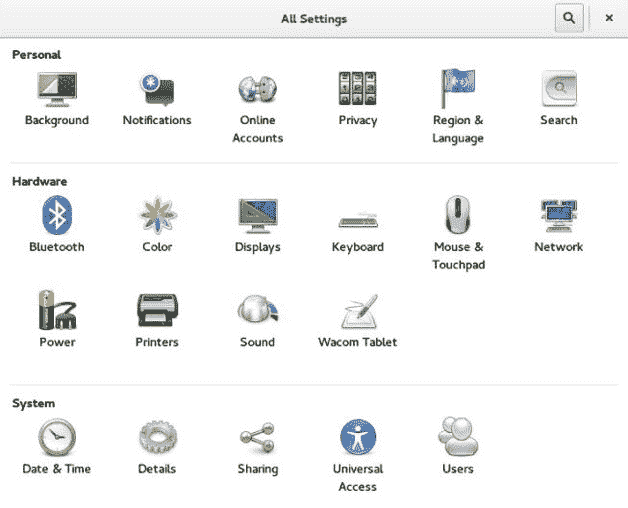 All Settings
Personal
Background
Notifications
Online
Accounts
Privacy
Region &
Language
Search
Hardware
Bluetooth
Color
Displays
Keyboard
Mouse &
Touchpad
Network
Power
Printers
Sound
Wacom Tablet
System
Date & Time
Details
Sharing
Universal
Access
Users